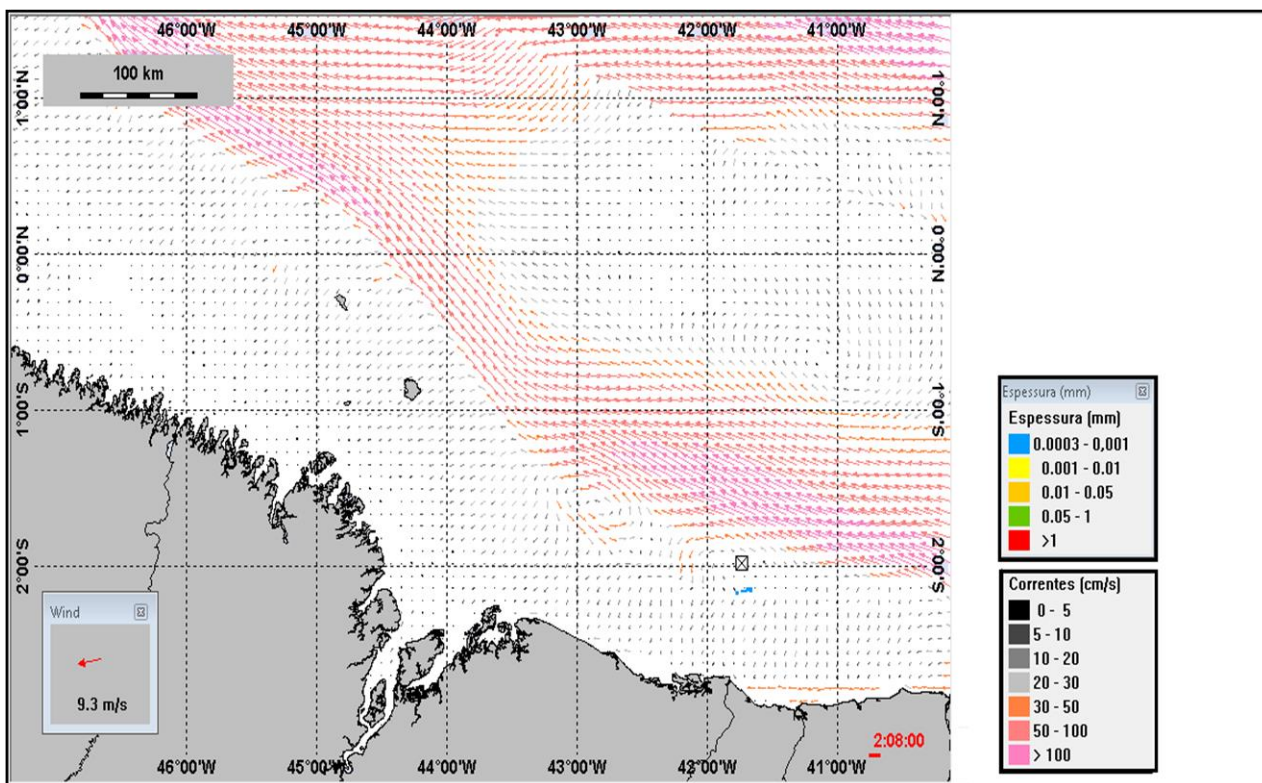 46°00'W 45°00'W 44°00'W 43°00'W 42°00'W 41°00'W
100 km
1°00'N
1°00'N
0°00'N
0°00'N
1°00'S
1°00'S
2°00'S
2°00'S
Wind
9.3 m/s
2:08:00
46°00'W 45°00'W 44°00'W 43°00'W 42°00'W 41°00'W
Espessura (mm)
Espessura (mm)
0.0003 - 0,001
0.001 - 0.01
0.01 - 0.05
0.05 - 1
>1
Correntes (cm/s)
0 - 5
5 - 10
10 - 20
20 - 30
30 - 50
50 - 100
> 100